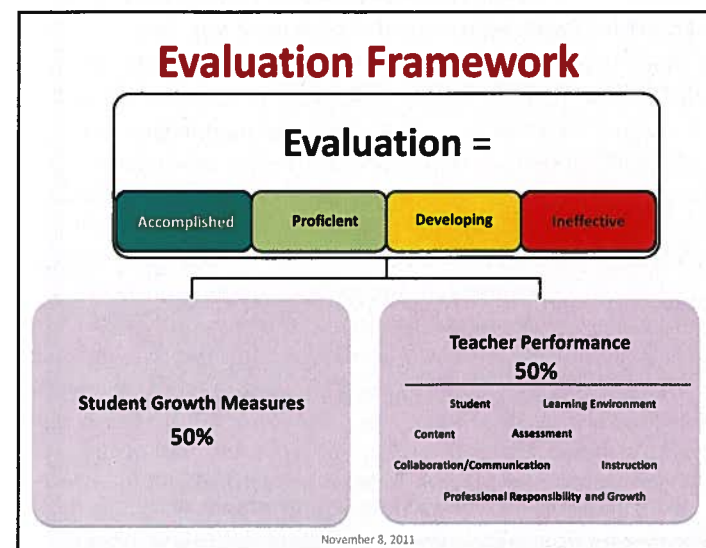 Evaluation Framework
Evaluation =
Accomplished Proficient Developing Ineffective
Student Growth Measures
50%
Teacher Performance
50%
Student Learning Environment
Content Assessment
Collaboration/Communication Instruction
Professional Responsibility and Growth
November 8, 2011